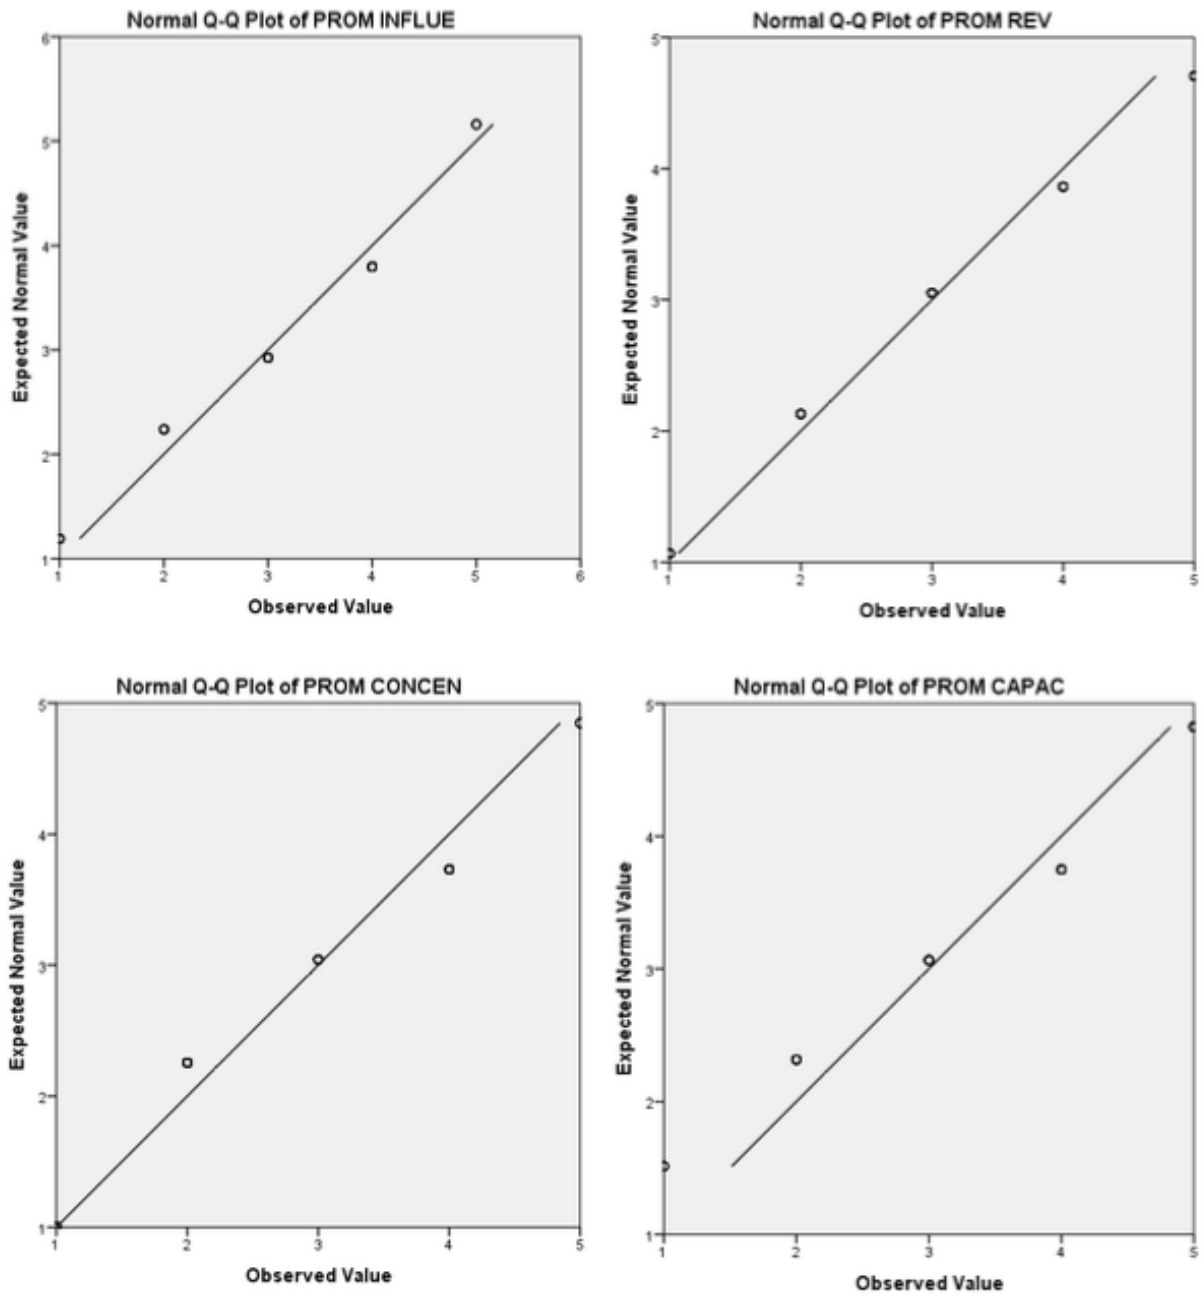 Normal Q-Q Plot of PROM INFLUE
6
5
4
3
2
1
Expected Normal Value
1 2 3 4 5 6
Observed Value
Normal Q-Q Plot of PROM REV
5
4
3
2
1
Expected Normal Value
1 2 3 4 5
Observed Value
Normal Q-Q Plot of PROM CONCEN
5
4
3
2
1
Expected Normal Value
1 2 3 4 5
Observed Value
Normal Q-Q Plot of PROM CAPAC
5
4
3
2
1
Expected Normal Value
1 2 3 4 5
Observed Value